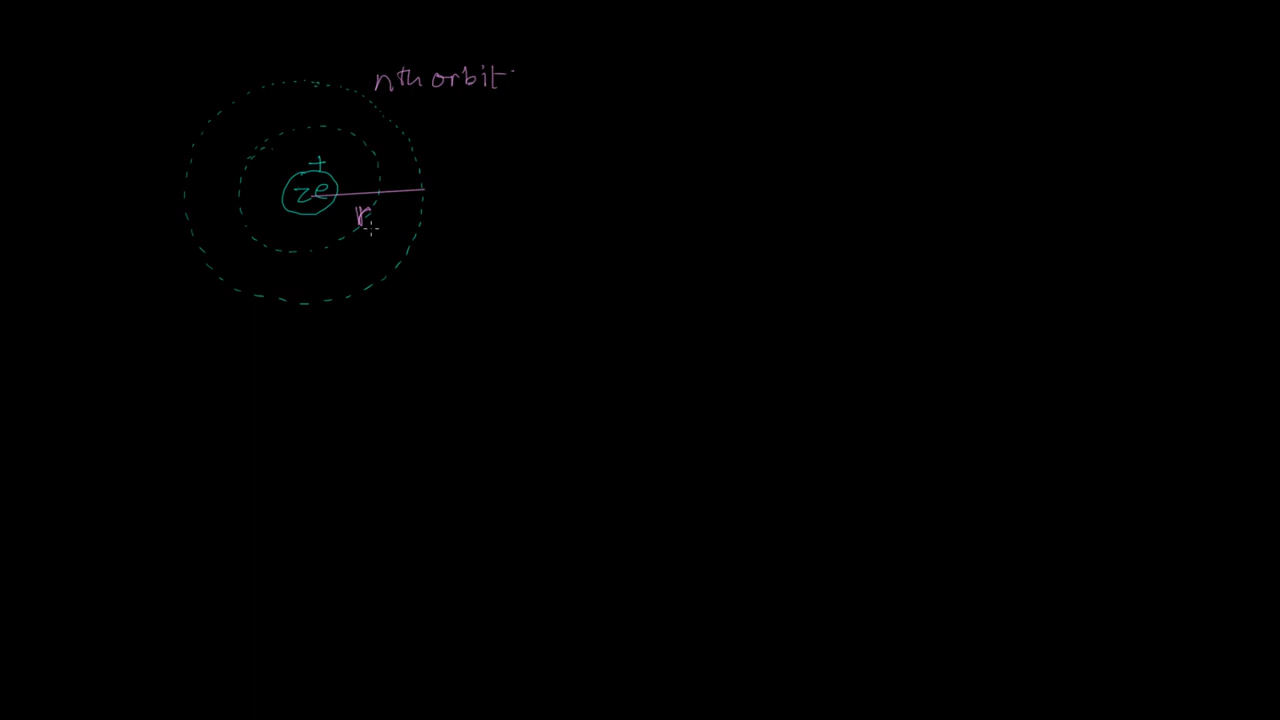 nth orbit
+
ze
r